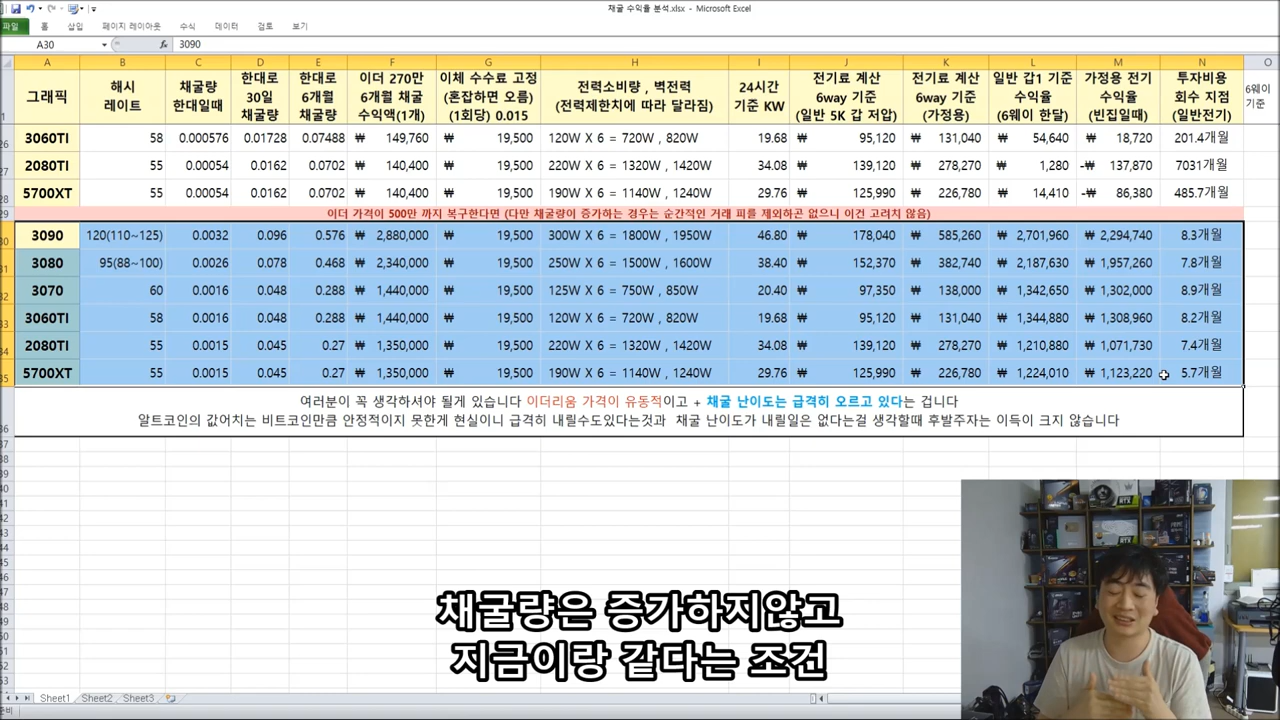 채굴 수익율 분석.xlsx - Microsoft Excel
파일 홈 삽입 페이지 레이아웃 수식 데이터 검토 보기
A30 fx 3090
A B C D E F G H I J K L M N O
그래픽 해시 레이트 채굴량 한대일때 한대로 30일 채굴량 한대로 6개월 채굴량 이더 270만 6개월 채굴 수익액(1개) 이체 수수료 고정 (혼잡하면 오름) (1회당) 0.015 전력소비량 , 벽전력 (전력제한치에 따라 달라짐) 24시간 기준 KW 전기료 계산 6way 기준 (일반 5K 갑 저압) 전기료 계산 6way 기준 (가정용) 일반 갑1 기준 수익율 (6웨이 한달) 가정용 전기 수익율 (빈집일때) 투자비용 회수 지점 (일반전기) 6웨이 기준
3060TI 58 0.000576 0.01728 0.07488 ₩ 149,760 ₩ 19,500 120W X 6 = 720W , 820W 19.68 ₩ 95,120 ₩ 131,040 ₩ 54,640 ₩ 18,720 201.4개월
2080TI 55 0.00054 0.0162 0.0702 ₩ 140,400 ₩ 19,500 220W X 6 = 1320W , 1420W 34.08 ₩ 139,120 ₩ 278,270 ₩ 1,280 -₩ 137,870 7031개월
5700XT 55 0.00054 0.0162 0.0702 ₩ 140,400 ₩ 19,500 190W X 6 = 1140W , 1240W 29.76 ₩ 125,990 ₩ 226,780 ₩ 14,410 -₩ 86,380 485.7개월
이더 가격이 500만 까지 복구한다면 (다만 채굴량이 증가하는 경우는 순간적인 거래 피를 제외하곤 없으니 이건 고려치 않음)
3090 120(110~125) 0.0032 0.096 0.576 ₩ 2,880,000 ₩ 19,500 300W X 6 = 1800W , 1950W 46.80 ₩ 178,040 ₩ 585,260 ₩ 2,701,960 ₩ 2,294,740 8.3개월
3080 95(88~100) 0.0026 0.078 0.468 ₩ 2,340,000 ₩ 19,500 250W X 6 = 1500W , 1600W 38.40 ₩ 152,370 ₩ 382,740 ₩ 2,187,630 ₩ 1,957,260 7.8개월
3070 60 0.0016 0.048 0.288 ₩ 1,440,000 ₩ 19,500 125W X 6 = 750W , 850W 20.40 ₩ 97,350 ₩ 138,000 ₩ 1,342,650 ₩ 1,302,000 8.9개월
3060TI 58 0.0016 0.048 0.288 ₩ 1,440,000 ₩ 19,500 120W X 6 = 720W , 820W 19.68 ₩ 95,120 ₩ 131,040 ₩ 1,344,880 ₩ 1,308,960 8.2개월
2080TI 55 0.0015 0.045 0.27 ₩ 1,350,000 ₩ 19,500 220W X 6 = 1320W , 1420W 34.08 ₩ 139,120 ₩ 278,270 ₩ 1,210,880 ₩ 1,071,730 7.4개월
5700XT 55 0.0015 0.045 0.27 ₩ 1,350,000 ₩ 19,500 190W X 6 = 1140W , 1240W 29.76 ₩ 125,990 ₩ 226,780 ₩ 1,224,010 ₩ 1,123,220 5.7개월
여러분이 꼭 생각하셔야 될게 있습니다 이더리움 가격이 유동적이고 + 채굴 난이도는 급격히 오르고 있다는 겁니다
알트코인의 값어치는 비트코인만큼 안정적이지 못한게 현실이니 급격히 내릴수도있다는것과 채굴 난이도가 내릴일은 없다는걸 생각할때 후발주자는 이득이 크지 않습니다
채굴량은 증가하지않고
지금이랑 같다는 조건
Sheet1 Sheet2 Sheet3